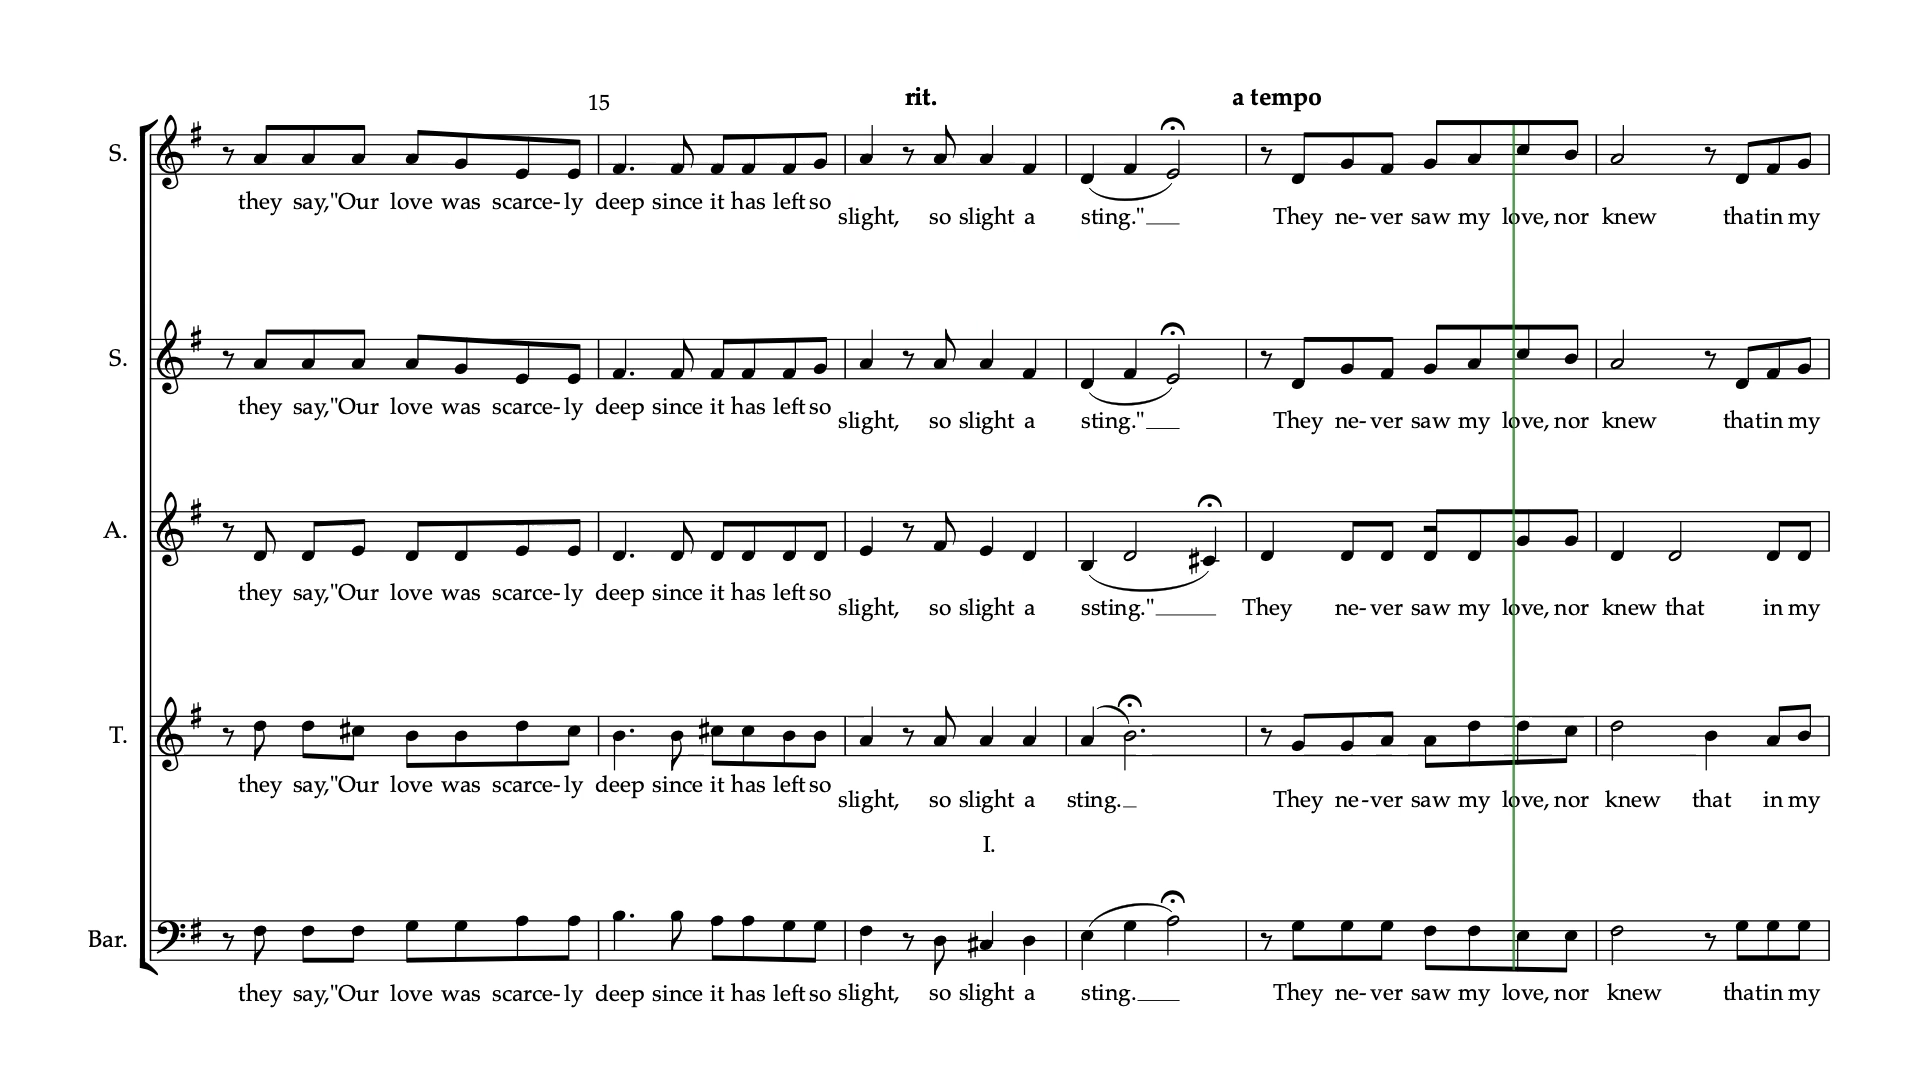 15 rit. a tempo
S.
they say,"Our love was scarce-ly deep since it has left so slight, so slight a sting."__ They ne-ver saw my love, nor knew thatin my
S.
they say,"Our love was scarce-ly deep since it has left so slight, so slight a sting."__ They ne-ver saw my love, nor knew thatin my
A.
they say,"Our love was scarce-ly deep since it has left so slight, so slight a ssting."__ They ne-ver saw my love, nor knew that in my
T.
they say,"Our love was scarce-ly deep since it has left so slight, so slight a sting._ They ne-ver saw my love, nor knew that in my
I.
Bar.
they say,"Our love was scarce-ly deep since it has left so slight, so slight a sting.__ They ne-ver saw my love, nor knew thatin my